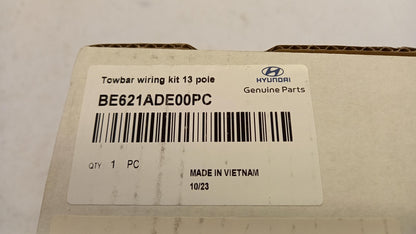 Towbar wiring kit 13 pole
HYUNDAI
Genuine Parts
BE621ADE00PC
QTY 1 PC
MADE IN VIETNAM
10/23